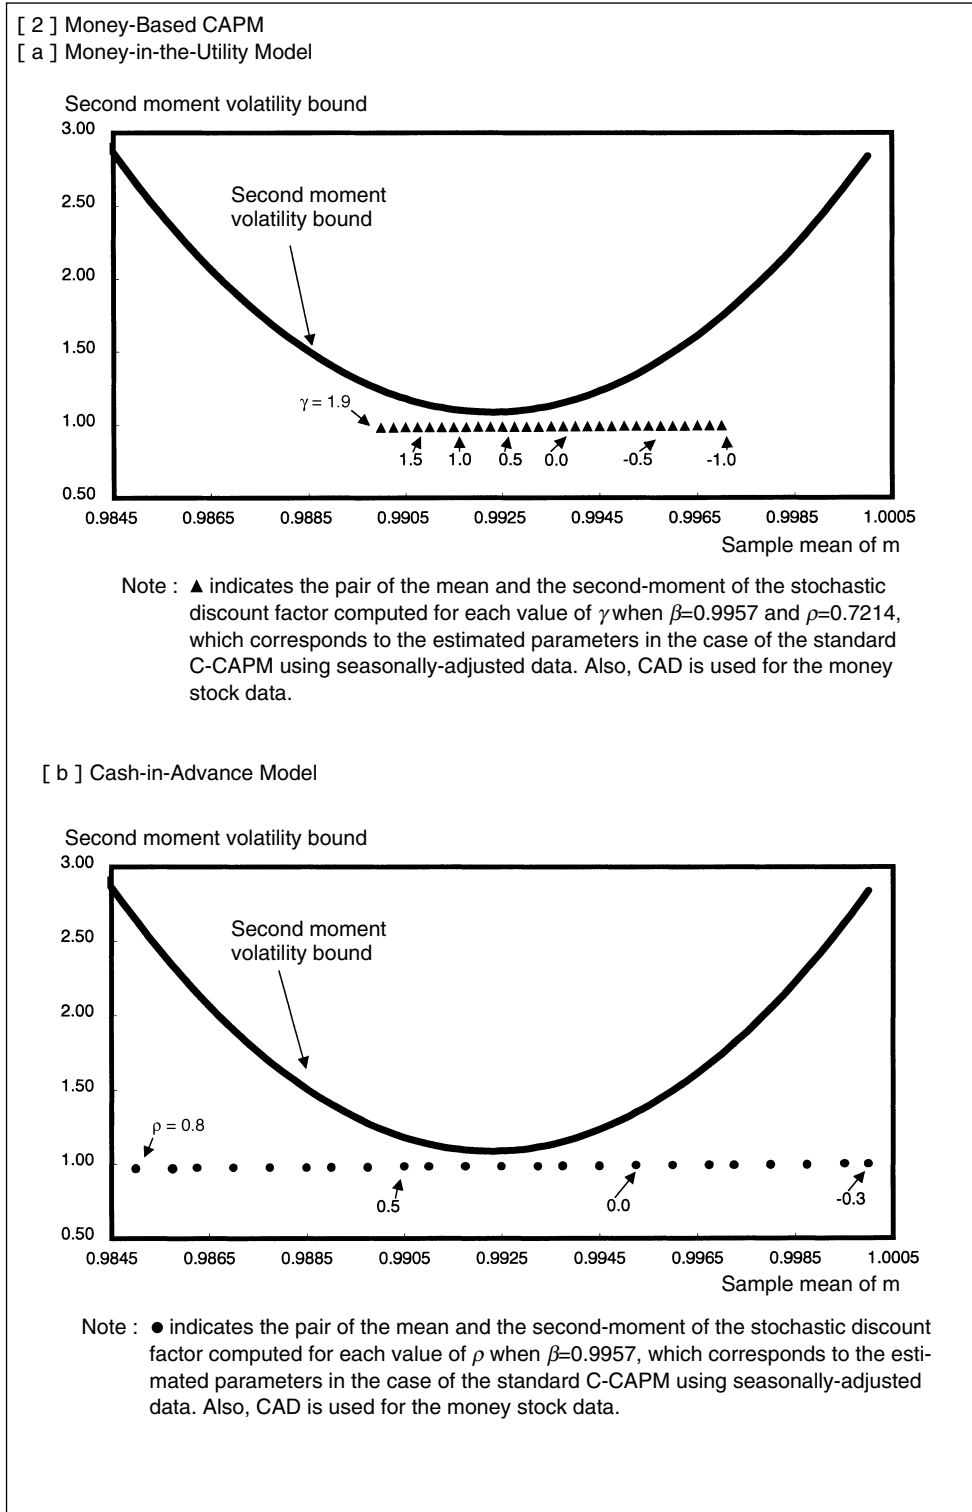 [ 2 ] Money-Based CAPM
[ a ] Money-in-the-Utility Model
Second moment volatility bound
3.00
2.50
2.00
1.50
1.00
0.50
Second moment
volatility bound
γ = 1.9
1.5 1.0 0.5 0.0 -0.5 -1.0
0.9845 0.9865 0.9885 0.9905 0.9925 0.9945 0.9965 0.9985 1.0005
Sample mean of m
Note : ▲ indicates the pair of the mean and the second-moment of the stochastic
discount factor computed for each value of γ when β=0.9957 and ρ=0.7214,
which corresponds to the estimated parameters in the case of the standard
C-CAPM using seasonally-adjusted data. Also, CAD is used for the money
stock data.
[ b ] Cash-in-Advance Model
Second moment volatility bound
3.00
2.50
2.00
1.50
1.00
0.50
Second moment
volatility bound
ρ = 0.8
0.5 0.0 -0.3
0.9845 0.9865 0.9885 0.9905 0.9925 0.9945 0.9965 0.9985 1.0005
Sample mean of m
Note : ● indicates the pair of the mean and the second-moment of the stochastic discount
factor computed for each value of ρ when β=0.9957, which corresponds to the esti-
mated parameters in the case of the standard C-CAPM using seasonally-adjusted
data. Also, CAD is used for the money stock data.